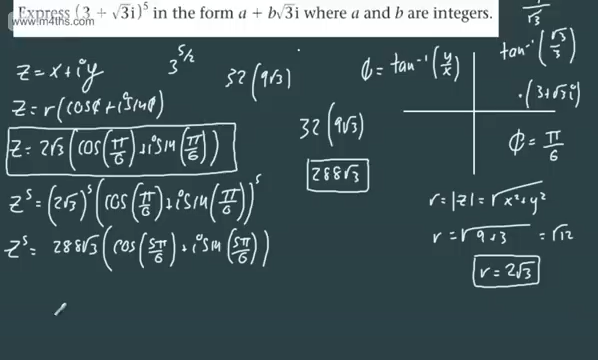 Express (3 + √3i)⁵ in the form a + b√3i where a and b are integers.
www.m4ths.com
z = x + iy
3^(5/2)
32(9√3)
z = r(cosφ + i sinφ)
z = 2√3(cos(π/6) + i sin(π/6))
z⁵ = (2√3)⁵(cos(π/6) + i sin(π/6))⁵
z⁵ = 288√3(cos(5π/6) + i sin(5π/6))
32(9√3)
288√3
φ = tan⁻¹(y/x)
1/√3
tan⁻¹(√3/3)
(3+√3i)
φ = π/6
r = |z| = √x²+y²
r = √9+3 = √12
r = 2√3